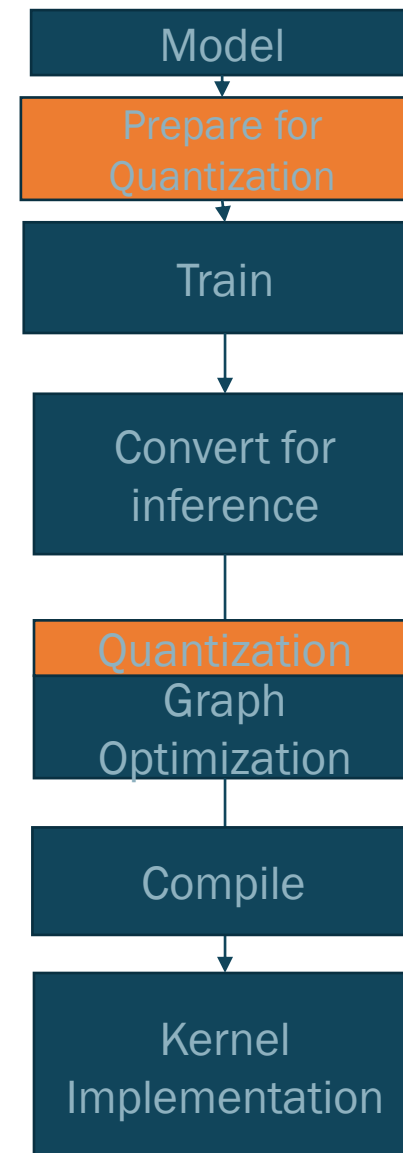 Model
Prepare for
Quantization
Train
Convert for
inference
Quantization
Graph
Optimization
Compile
Kernel
Implementation